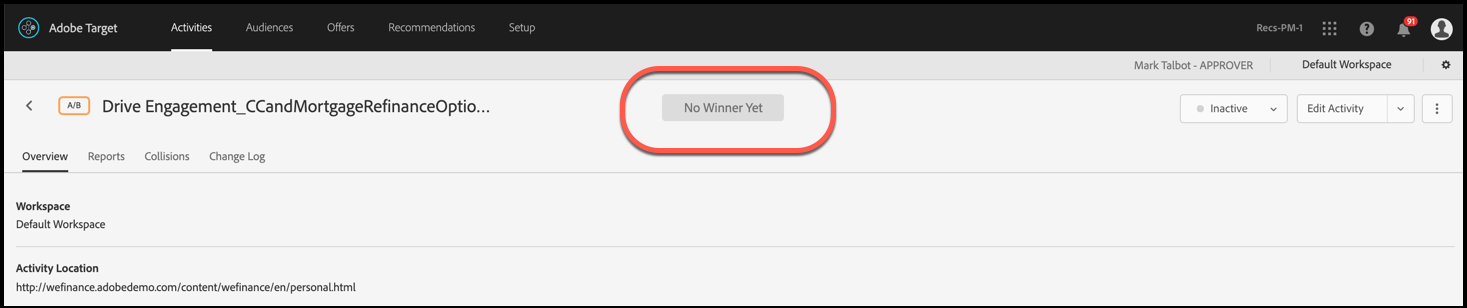 Adobe Target Activities Audiences Offers Recommendations Setup Recs-PM-1 91
Mark Talbot - APPROVER Default Workspace
A/B Drive Engagement_CCandMortgageRefinanceOptio... No Winner Yet Inactive Edit Activity
Overview Reports Collisions Change Log
Workspace
Default Workspace
Activity Location
http://wefinance.adobedemo.com/content/wefinance/en/personal.html